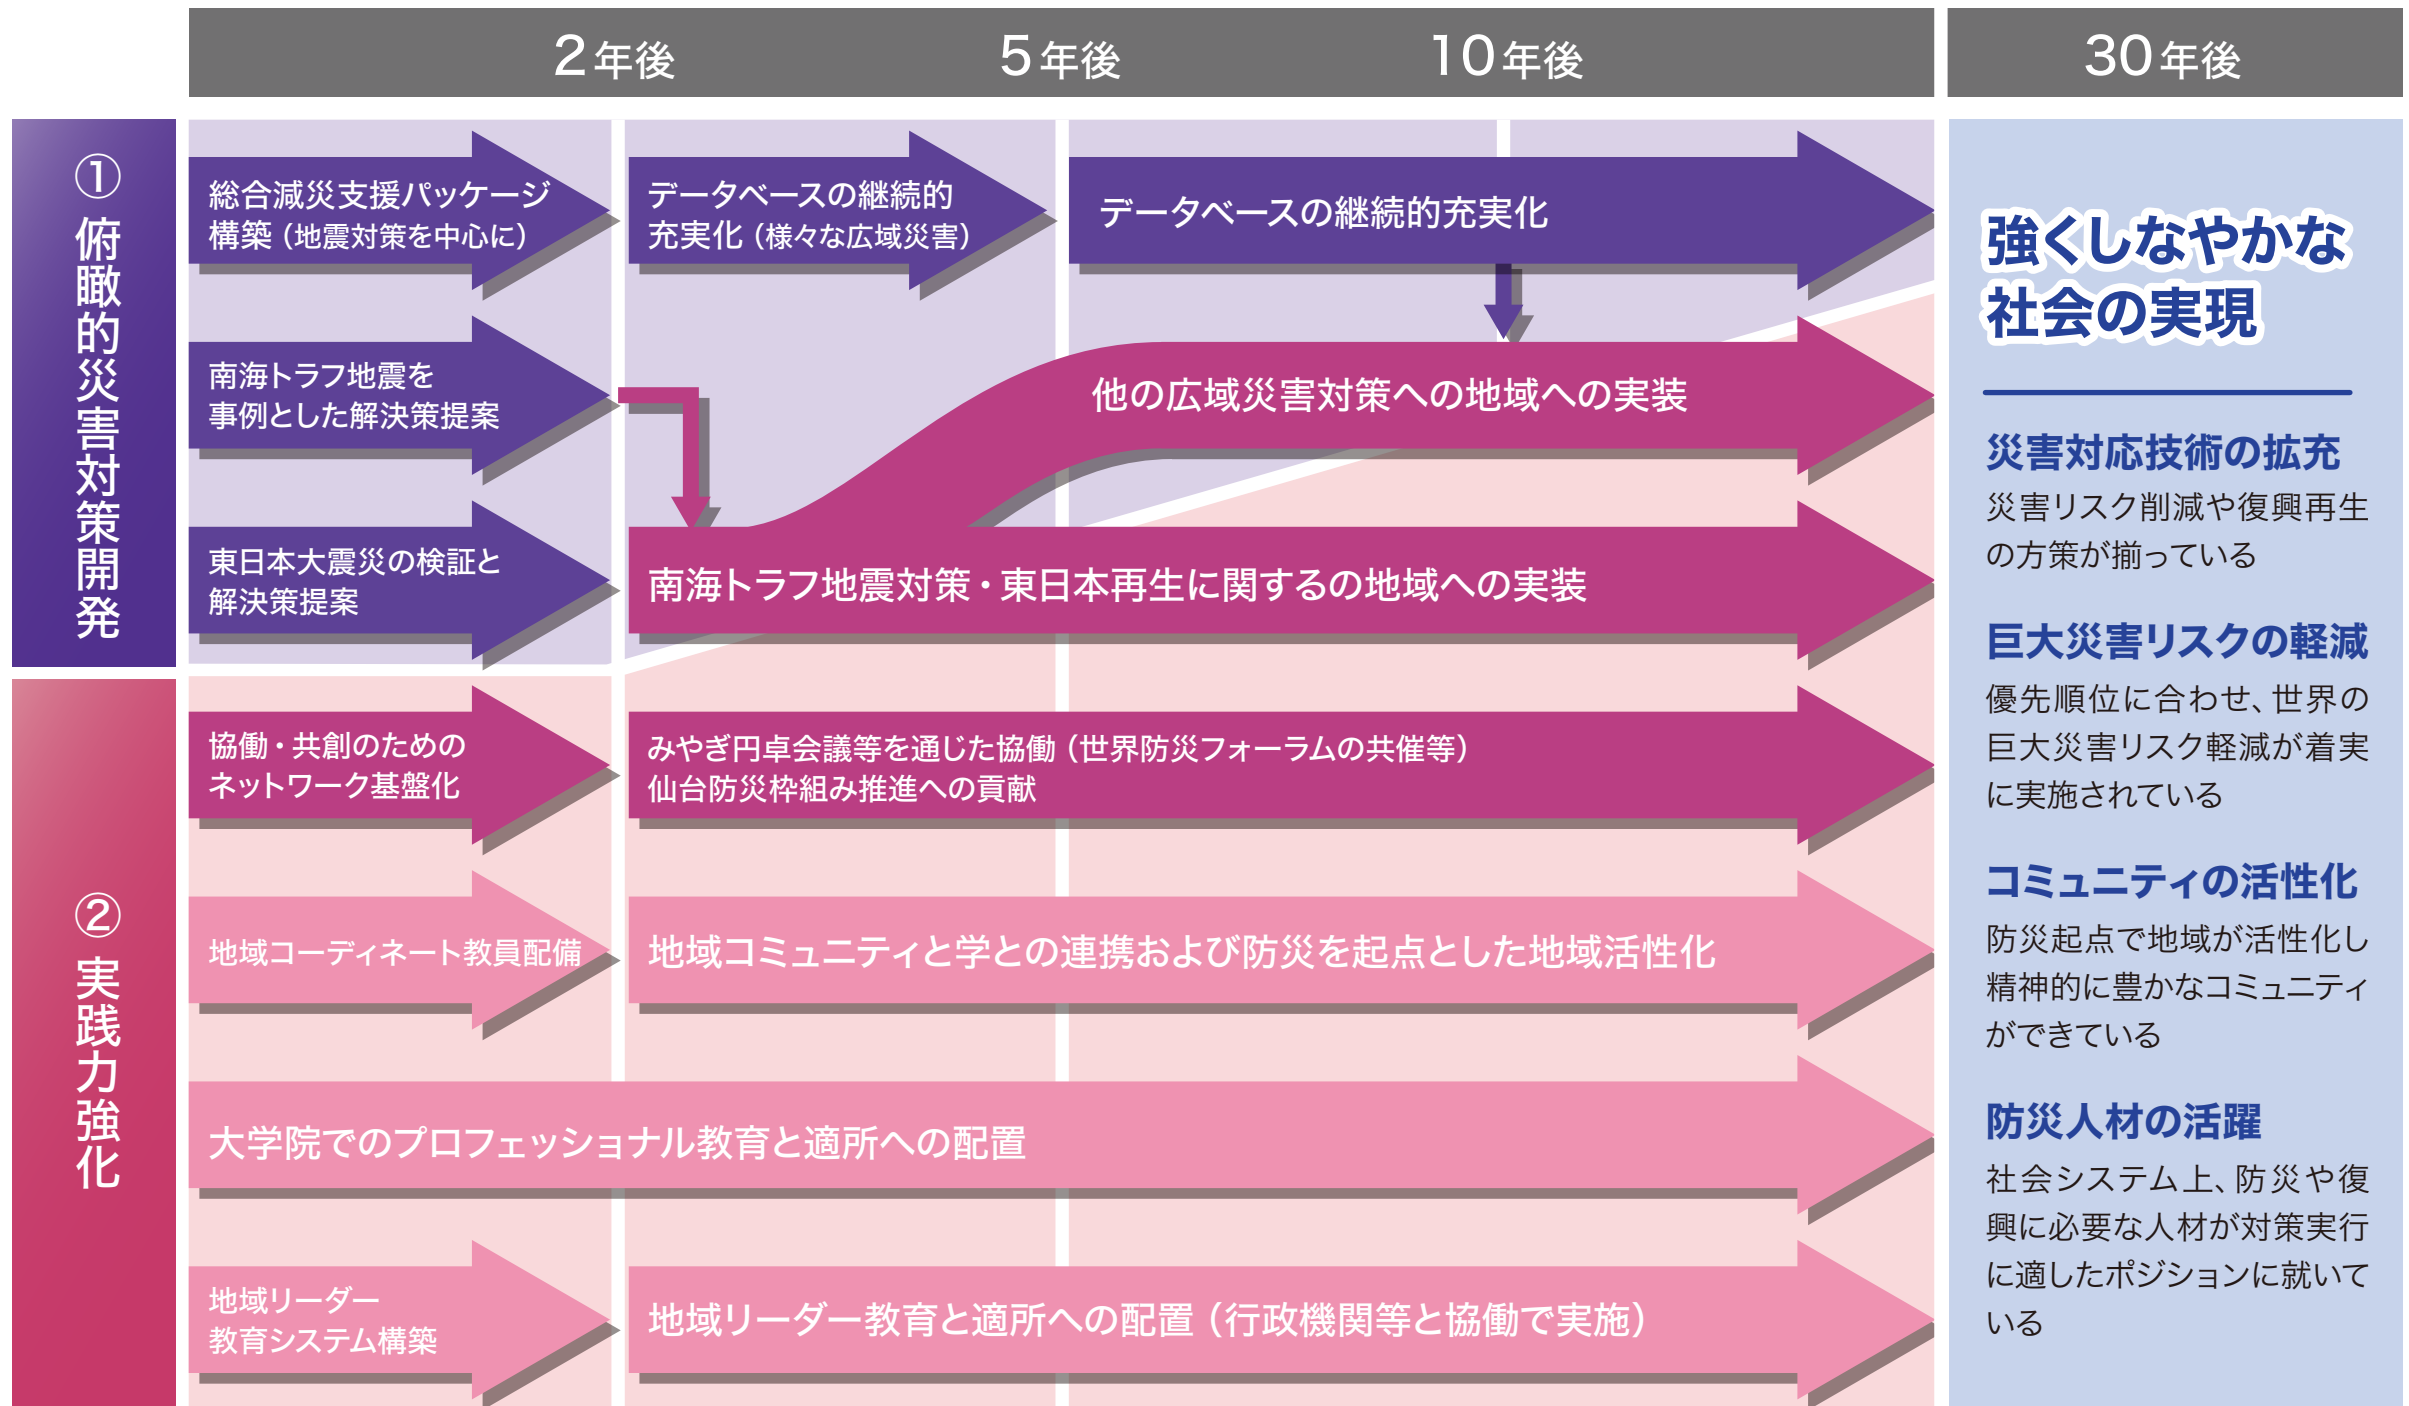 2年後
5年後
10年後
30年後
① 俯瞰的災害対策開発
総合減災支援パッケージ
構築（地震対策を中心に）
データベースの継続的
充実化（様々な広域災害）
データベースの継続的充実化
南海トラフ地震を
事例とした解決策提案
他の広域災害対策への地域への実装
東日本大震災の検証と
解決策提案
南海トラフ地震対策・東日本再生に関するの地域への実装
② 実践力強化
協働・共創のための
ネットワーク基盤化
みやぎ円卓会議等を通じた協働（世界防災フォーラムの共催等）
仙台防災枠組み推進への貢献
地域コーディネート教員配備
地域コミュニティと学との連携および防災を起点とした地域活性化
大学院でのプロフェッショナル教育と適所への配置
地域リーダー
教育システム構築
地域リーダー教育と適所への配置（行政機関等と協働で実施）
強くしなやかな
社会の実現
災害対応技術の拡充
災害リスク削減や復興再生
の方策が揃っている
巨大災害リスクの軽減
優先順位に合わせ、世界の
巨大災害リスク軽減が着実
に実施されている
コミュニティの活性化
防災起点で地域が活性化し
精神的に豊かなコミュニティ
ができている
防災人材の活躍
社会システム上、防災や復
興に必要な人材が対策実行
に適したポジションに就いて
いる